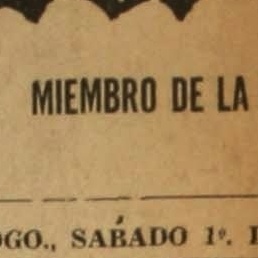 MIEMBRO DE LA
OGO., SÁBADO 1º.